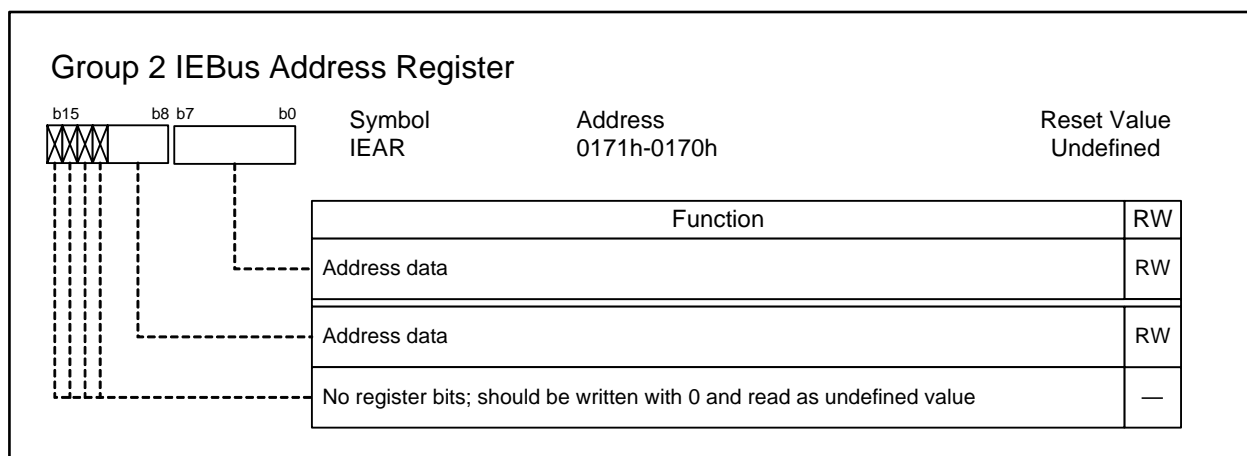 Group 2 IEBus Address Register
b15 b8 b7 b0 Symbol Address Reset Value
IEAR 0171h-0170h Undefined
Function RW
Address data RW
Address data RW
No register bits; should be written with 0 and read as undefined value —